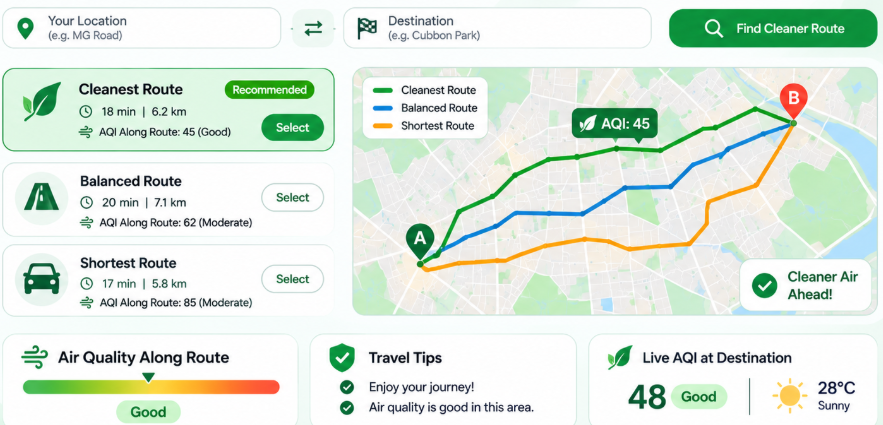 Your Location
(e.g. MG Road)
Destination
(e.g. Cubbon Park)
Find Cleaner Route
Cleanest Route
Recommended
18 min | 6.2 km
AQI Along Route: 45 (Good)
Select
Balanced Route
20 min | 7.1 km
AQI Along Route: 62 (Moderate)
Select
Shortest Route
17 min | 5.8 km
AQI Along Route: 85 (Moderate)
Select
Cleanest Route
Balanced Route
Shortest Route
AQI: 45
B
A
Cleaner Air
Ahead!
Air Quality Along Route
Good
Travel Tips
Enjoy your journey!
Air quality is good in this area.
Live AQI at Destination
48 Good
28°C
Sunny